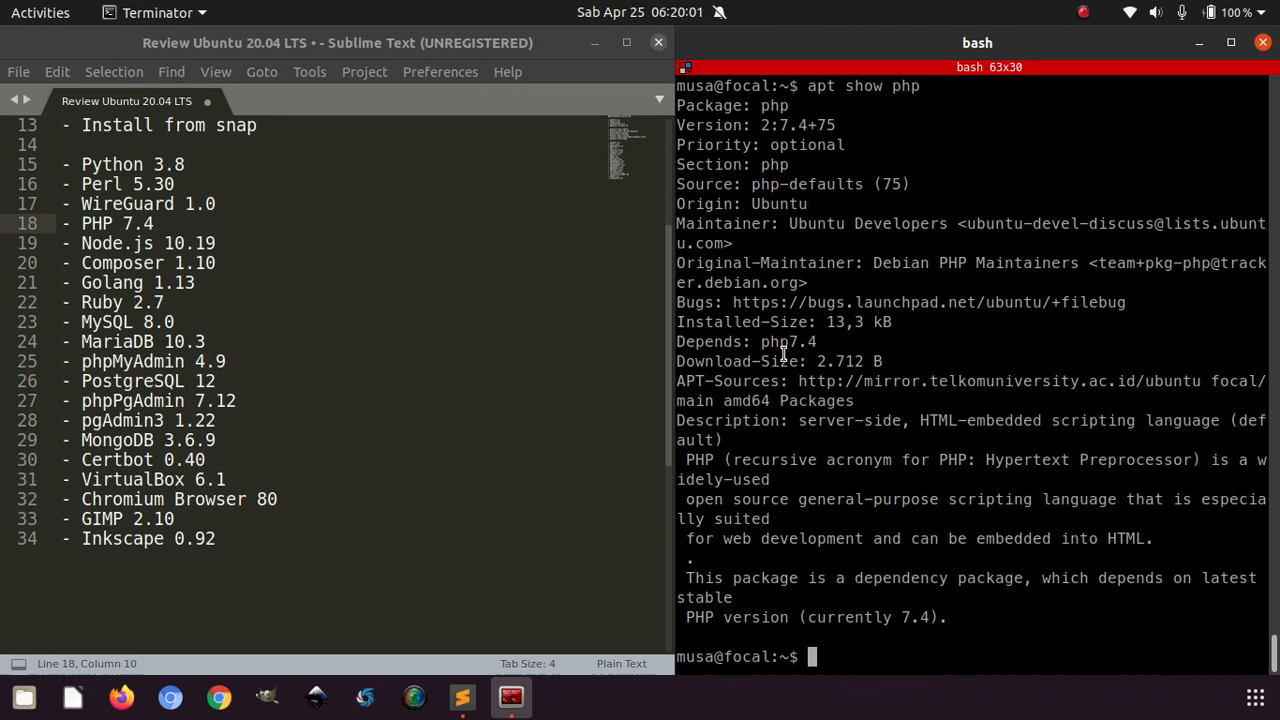 Activities
Terminator
Sab Apr 25 06:20:01
100 %
Review Ubuntu 20.04 LTS • - Sublime Text (UNREGISTERED)
File Edit Selection Find View Goto Tools Project Preferences Help
Review Ubuntu 20.04 LTS
13 - Install from snap
14
15 - Python 3.8
16 - Perl 5.30
17 - WireGuard 1.0
18 - PHP 7.4
19 - Node.js 10.19
20 - Composer 1.10
21 - Golang 1.13
22 - Ruby 2.7
23 - MySQL 8.0
24 - MariaDB 10.3
25 - phpMyAdmin 4.9
26 - PostgreSQL 12
27 - phpPgAdmin 7.12
28 - pgAdmin3 1.22
29 - MongoDB 3.6.9
30 - Certbot 0.40
31 - VirtualBox 6.1
32 - Chromium Browser 80
33 - GIMP 2.10
34 - Inkscape 0.92
Line 18, Column 10
Tab Size: 4
Plain Text
bash
bash 63x30
musa@focal:~$ apt show php
Package: php
Version: 2:7.4+75
Priority: optional
Section: php
Source: php-defaults (75)
Origin: Ubuntu
Maintainer: Ubuntu Developers <ubuntu-devel-discuss@lists.ubunt
u.com>
Original-Maintainer: Debian PHP Maintainers <team+pkg-php@track
er.debian.org>
Bugs: https://bugs.launchpad.net/ubuntu/+filebug
Installed-Size: 13,3 kB
Depends: php7.4
Download-Size: 2.712 B
APT-Sources: http://mirror.telkomuniversity.ac.id/ubuntu focal/
main amd64 Packages
Description: server-side, HTML-embedded scripting language (def
ault)
PHP (recursive acronym for PHP: Hypertext Preprocessor) is a w
idely-used
open source general-purpose scripting language that is especia
lly suited
for web development and can be embedded into HTML.
.
This package is a dependency package, which depends on latest
stable
PHP version (currently 7.4).
musa@focal:~$